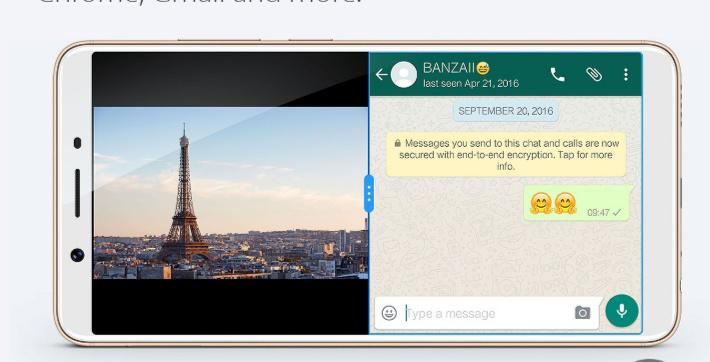 Chrome, Gmail and more.
BANZAII😅
last seen Apr 21, 2016
SEPTEMBER 20, 2016
🔒 Messages you send to this chat and calls are now
secured with end-to-end encryption. Tap for more
info.
🤗🤗 09:47 ✓
Type a message